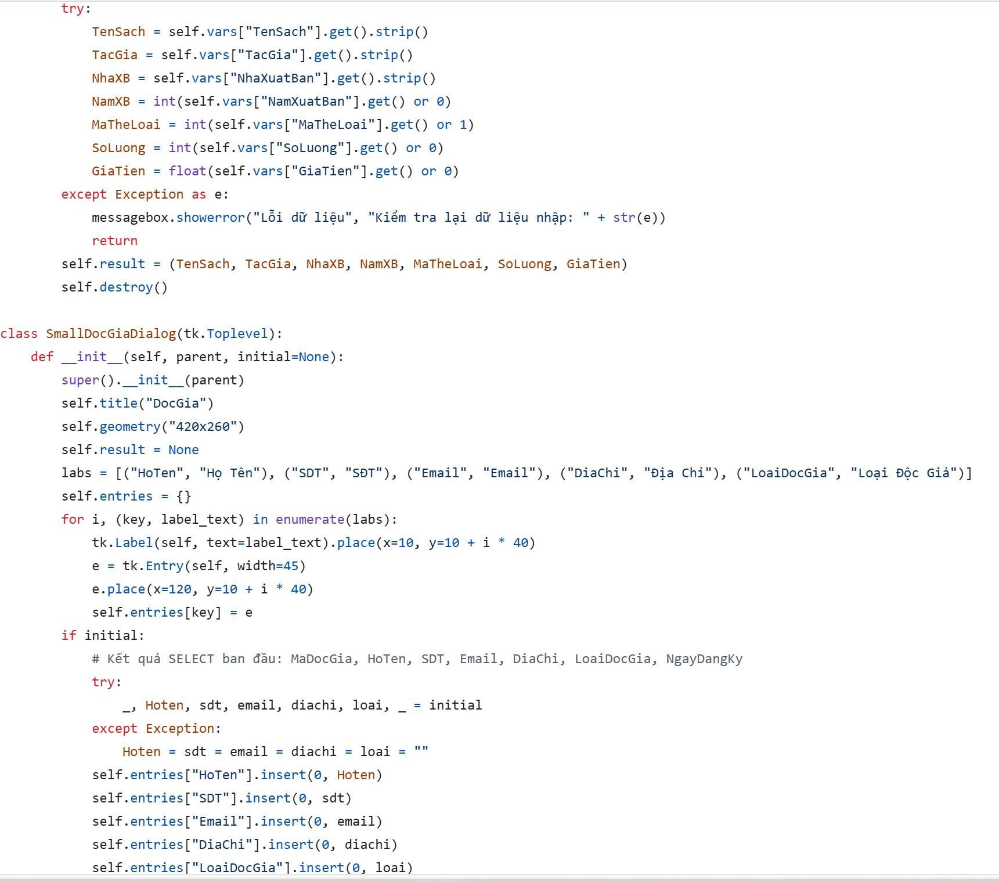 try:
            TenSach = self.vars["TenSach"].get().strip()
            TacGia = self.vars["TacGia"].get().strip()
            NhaXB = self.vars["NhaXuatBan"].get().strip()
            NamXB = int(self.vars["NamXuatBan"].get() or 0)
            MaTheLoai = int(self.vars["MaTheLoai"].get() or 1)
            SoLuong = int(self.vars["SoLuong"].get() or 0)
            GiaTien = float(self.vars["GiaTien"].get() or 0)
        except Exception as e:
            messagebox.showerror("Lỗi dữ liệu", "Kiểm tra lại dữ liệu nhập: " + str(e))
            return
        self.result = (TenSach, TacGia, NhaXB, NamXB, MaTheLoai, SoLuong, GiaTien)
        self.destroy()

class SmallDocGiaDialog(tk.Toplevel):
    def __init__(self, parent, initial=None):
        super().__init__(parent)
        self.title("DocGia")
        self.geometry("420x260")
        self.result = None
        labs = [("HoTen", "Họ Tên"), ("SDT", "SĐT"), ("Email", "Email"), ("DiaChi", "Địa Chỉ"), ("LoaiDocGia", "Loại Độc Giả")]
        self.entries = {}
        for i, (key, label_text) in enumerate(labs):
            tk.Label(self, text=label_text).place(x=10, y=10 + i * 40)
            e = tk.Entry(self, width=45)
            e.place(x=120, y=10 + i * 40)
            self.entries[key] = e
        if initial:
            # Kết quả SELECT ban đầu: MaDocGia, HoTen, SDT, Email, DiaChi, LoaiDocGia, NgayDangKy
            try:
                _, Hoten, sdt, email, diachi, loai, _ = initial
            except Exception:
                Hoten = sdt = email = diachi = loai = ""
            self.entries["HoTen"].insert(0, Hoten)
            self.entries["SDT"].insert(0, sdt)
            self.entries["Email"].insert(0, email)
            self.entries["DiaChi"].insert(0, diachi)
            self.entries["LoaiDocGia"].insert(0, loai)